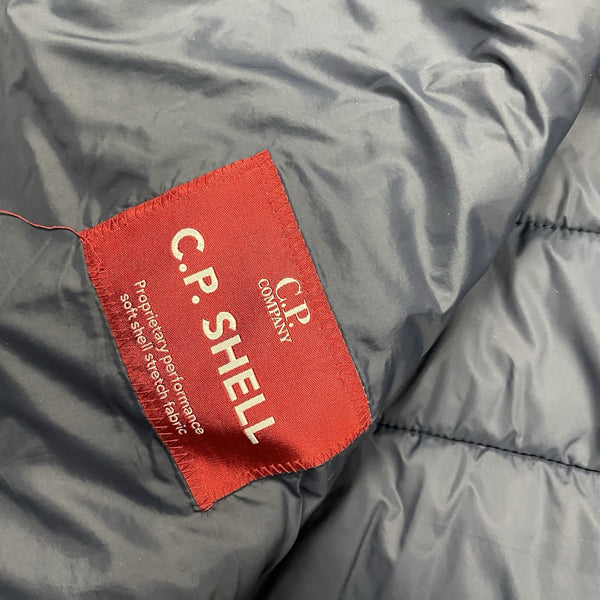 C.P.
COMPANY
C.P. SHELL
Proprietary performance
soft shell stretch fabric